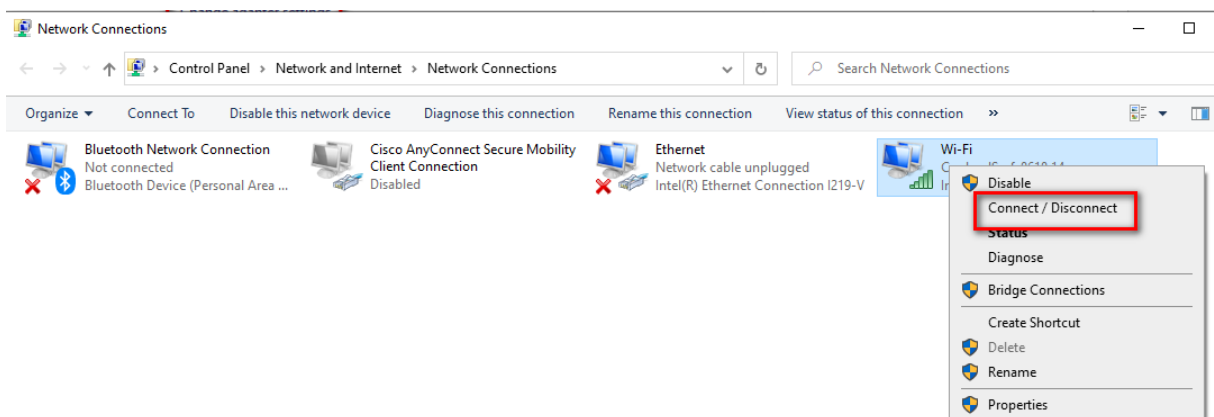 Change adapter settings
Network Connections
Control Panel > Network and Internet > Network Connections
Search Network Connections
Organize
Connect To
Disable this network device
Diagnose this connection
Rename this connection
View status of this connection
»
Bluetooth Network Connection
Not connected
Bluetooth Device (Personal Area ...
Cisco AnyConnect Secure Mobility
Client Connection
Disabled
Ethernet
Network cable unplugged
Intel(R) Ethernet Connection I219-V
Wi-Fi
Disable
Connect / Disconnect
Status
Diagnose
Bridge Connections
Create Shortcut
Delete
Rename
Properties